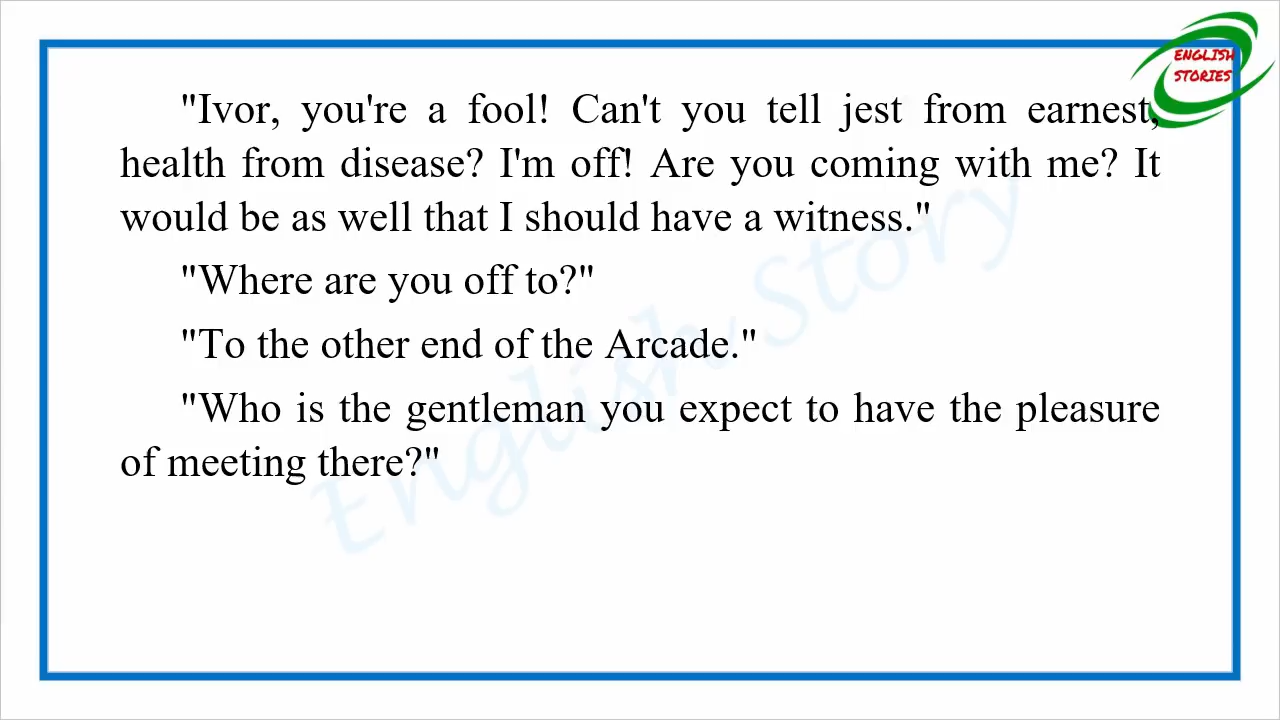 ENGLISH
STORIES
"Ivor, you're a fool! Can't you tell jest from earnest,
health from disease? I'm off! Are you coming with me? It
would be as well that I should have a witness."
"Where are you off to?"
"To the other end of the Arcade."
"Who is the gentleman you expect to have the pleasure
of meeting there?"
English Story